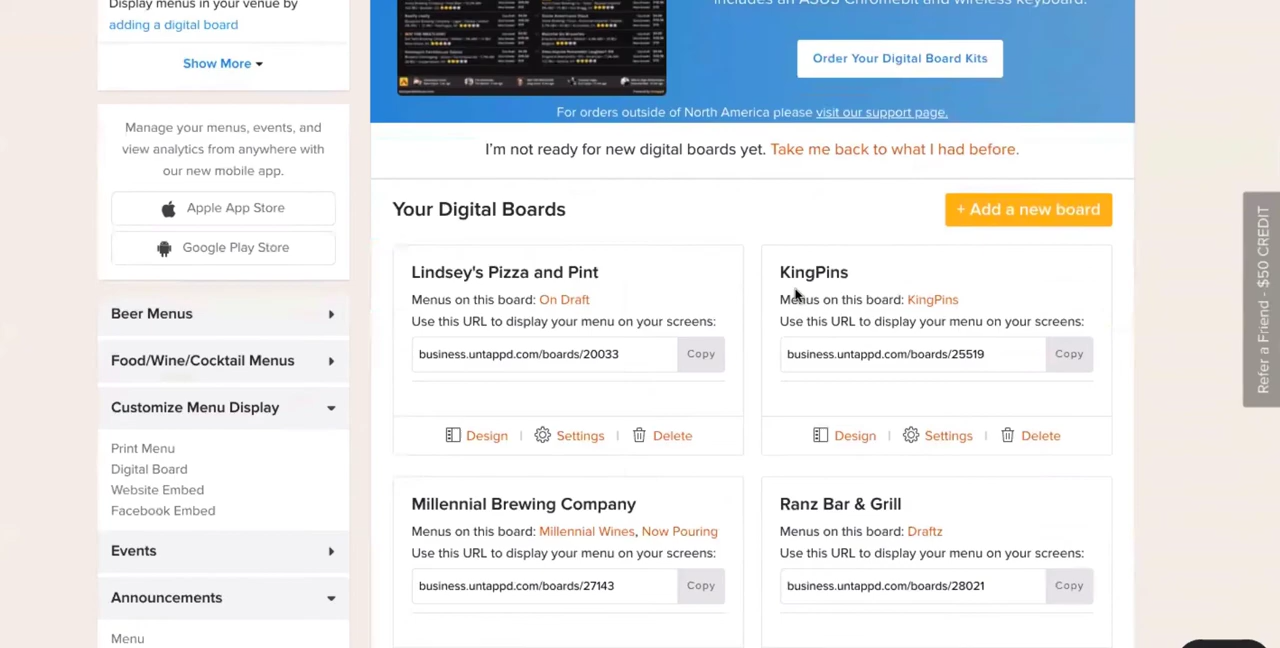 Display menus in your venue by
adding a digital board
Show More
Manage your menus, events, and
view analytics from anywhere with
our new mobile app.
Apple App Store
Google Play Store
Beer Menus
Food/Wine/Cocktail Menus
Customize Menu Display
Print Menu
Digital Board
Website Embed
Facebook Embed
Events
Announcements
Menu
includes an ASUS Chromebit and wireless keyboard.
Order Your Digital Board Kits
For orders outside of North America please visit our support page.
I'm not ready for new digital boards yet. Take me back to what I had before.
Your Digital Boards
+ Add a new board
Lindsey's Pizza and Pint
Menus on this board: On Draft
Use this URL to display your menu on your screens:
business.untappd.com/boards/20033 Copy
Design | Settings | Delete
KingPins
Menus on this board: KingPins
Use this URL to display your menu on your screens:
business.untappd.com/boards/25519 Copy
Design | Settings | Delete
Millennial Brewing Company
Menus on this board: Millennial Wines, Now Pouring
Use this URL to display your menu on your screens:
business.untappd.com/boards/27143 Copy
Ranz Bar & Grill
Menus on this board: Draftz
Use this URL to display your menu on your screens:
business.untappd.com/boards/28021 Copy
Refer a Friend - $50 CREDIT